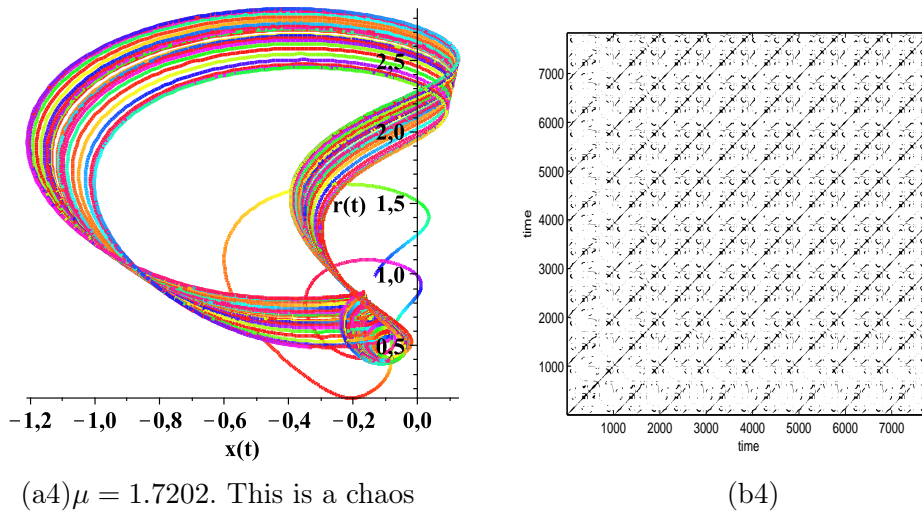 2,5
2,0
r(t) 1,5
1,0
0,5
−1,2 −1,0 −0,8 −0,6 −0,4 −0,2 0,0
x(t)
(a4)μ = 1.7202. This is a chaos
7000
6000
5000
4000
3000
2000
1000
time
1000 2000 3000 4000 5000 6000 7000
time
(b4)